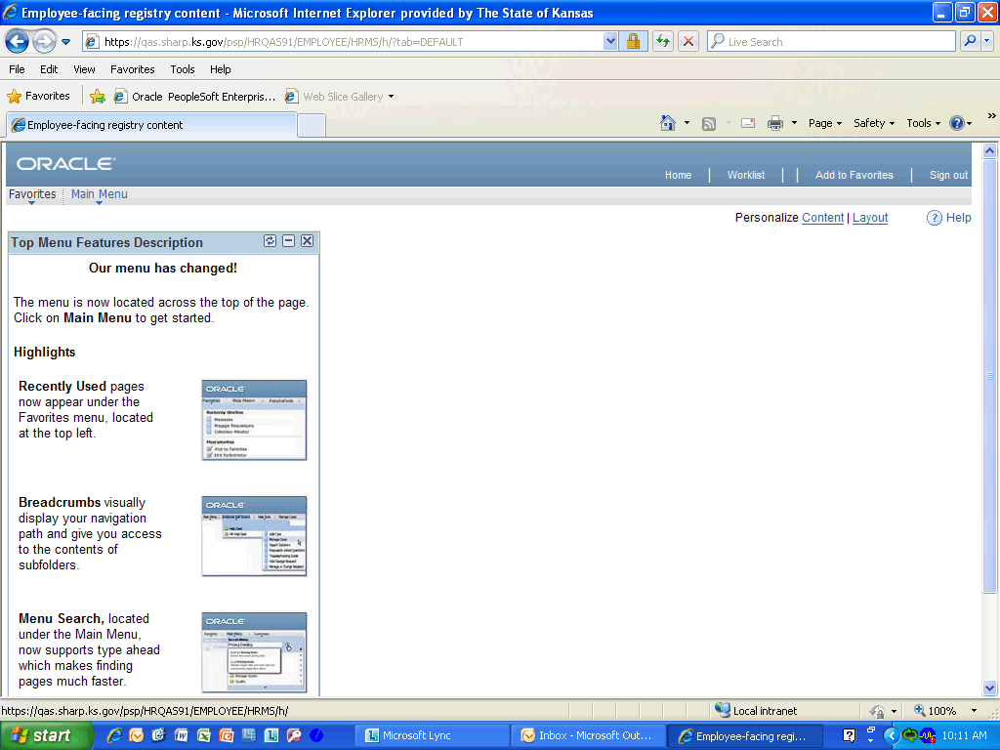 Employee-facing registry content - Microsoft Internet Explorer provided by The State of Kansas
https://qas.sharp.ks.gov/psp/HRQAS91/EMPLOYEE/HRMS/h/?tab=DEFAULT
Live Search
File Edit View Favorites Tools Help
Favorites Oracle PeopleSoft Enterpris... Web Slice Gallery
Employee-facing registry content
Page Safety Tools »
ORACLE®
Home | Worklist | | Add to Favorites | Sign out
Favorites Main Menu
Personalize Content | Layout ? Help
Top Menu Features Description
Our menu has changed!
The menu is now located across the top of the page.
Click on Main Menu to get started.
Highlights
Recently Used pages
now appear under the
Favorites menu, located
at the top left.
ORACLE
Breadcrumbs visually
display your navigation
path and give you access
to the contents of
subfolders.
ORACLE
Menu Search, located
under the Main Menu,
now supports type ahead
which makes finding
pages much faster.
ORACLE
https://qas.sharp.ks.gov/psp/HRQAS91/EMPLOYEE/HRMS/h/
Local intranet
100%
start
Microsoft Lync
Inbox - Microsoft Out...
Employee-facing regi...
10:11 AM